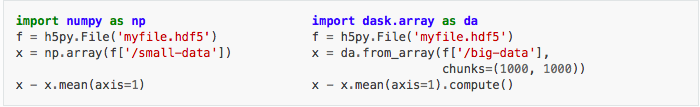 import numpy as np
f = h5py.File('myfile.hdf5')
x = np.array(f['/small-data'])
x - x.mean(axis=1)
import dask.array as da
f = h5py.File('myfile.hdf5')
x = da.from_array(f['/big-data'],
chunks=(1000, 1000))
x - x.mean(axis=1).compute()